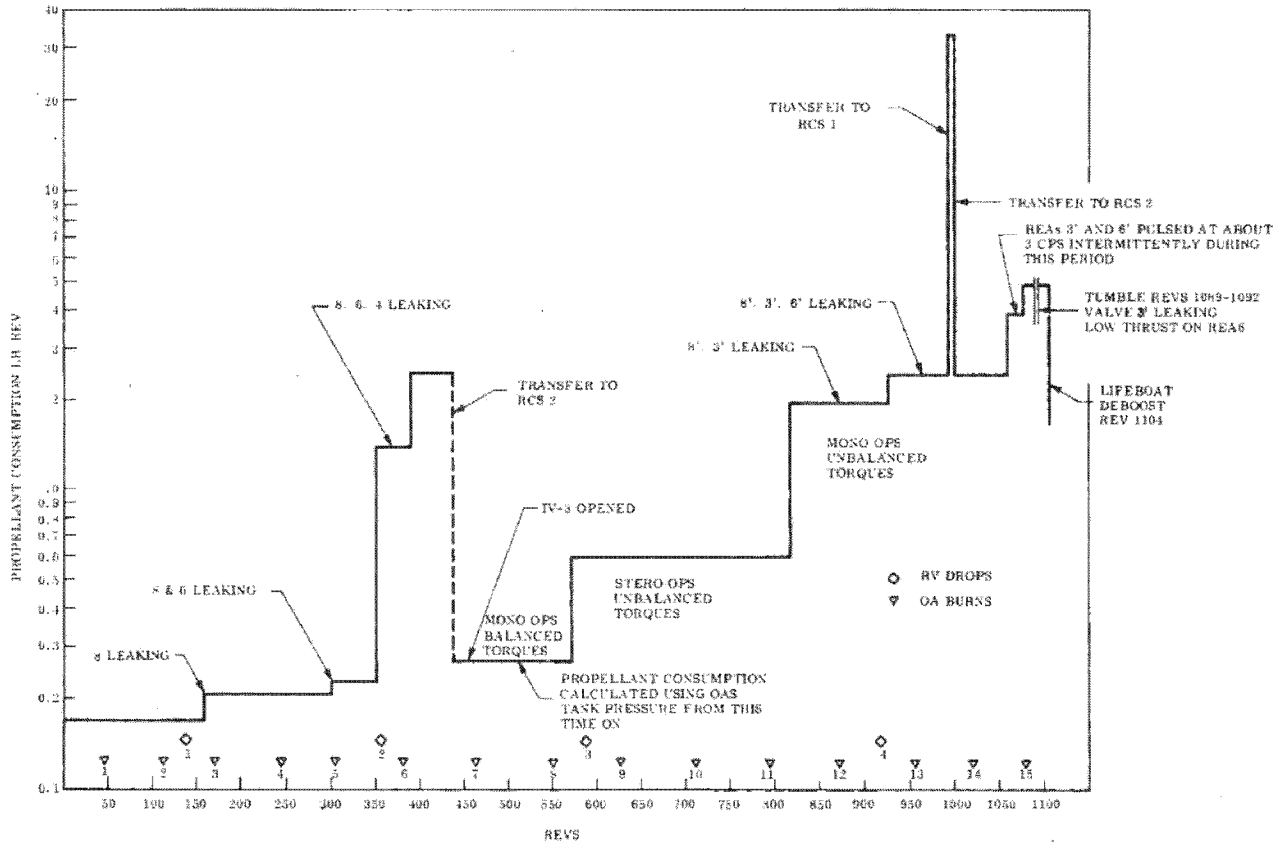 40
30
20
TRANSFER TO
RCS 1
10
9
8
7
6
5
4
3
2
TRANSFER TO RCS 2
REAs 3' AND 6' PULSED AT ABOUT
3 CPS INTERMITTENTLY DURING
THIS PERIOD
8, 6, 4 LEAKING
8', 3', 6' LEAKING
TUMBLE REVS 1089-1092
VALVE 3' LEAKING
LOW THRUST ON REA6
8', 3' LEAKING
TRANSFER TO
RCS 2
LIFEBOAT
DEBOOST
REV 1104
MONO OPS
UNBALANCED
TORQUES
PROPELLANT CONSUMPTION LB REV
.0
0.9
0.8
0.7
0.6
0.5
0.4
0.3
0.2
0.1
IV-3 OPENED
8 & 6 LEAKING
STERO OPS
UNBALANCED
TORQUES
RV DROPS
OA BURNS
MONO OPS
BALANCED
TORQUES
8 LEAKING
PROPELLANT CONSUMPTION
CALCULATED USING OAS
TANK PRESSURE FROM THIS
TIME ON
1 2 3 4
1 2 3 4 5 6 7 8 9 10 11 12 13 14 15
50 100 150 200 250 300 350 400 450 500 550 600 650 700 750 800 850 900 950 1000 1050 1100
REVS